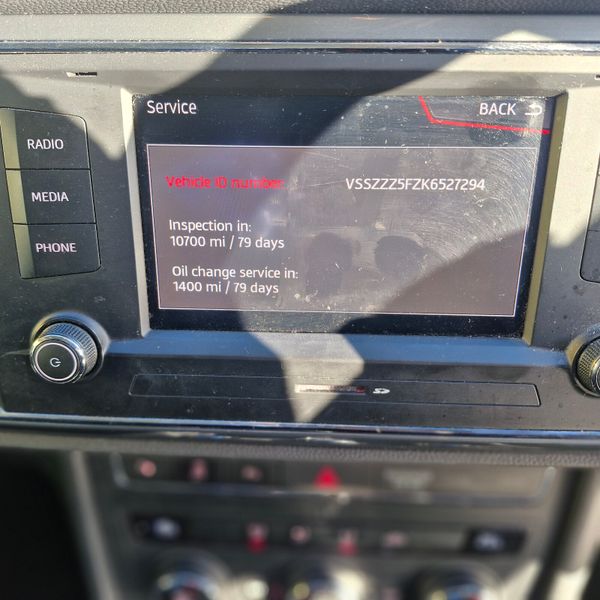 Service
BACK
RADIO
MEDIA
PHONE
Vehicle ID number: VSSZZZ5FZK6527294
Inspection in:
10700 mi / 79 days
Oil change service in:
1400 mi / 79 days